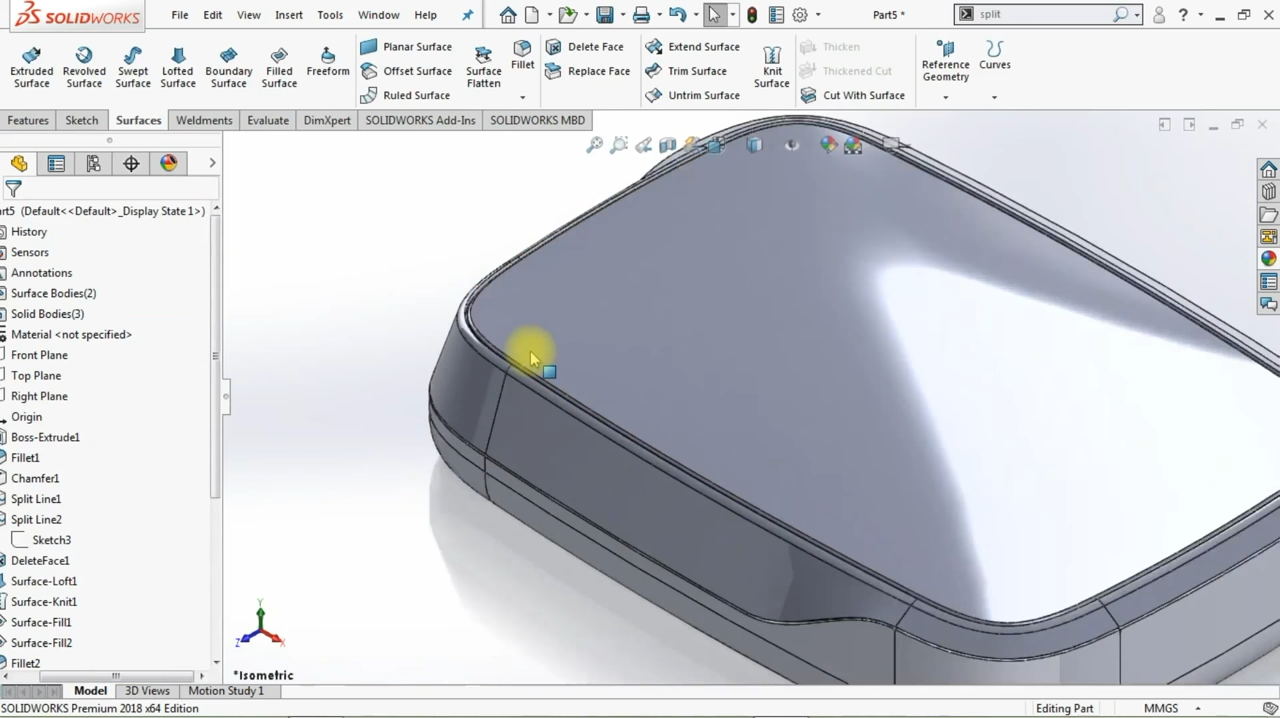 SOLIDWORKS File Edit View Insert Tools Window Help Part5 * split ?
Extruded Surface Revolved Surface Swept Surface Lofted Surface Boundary Surface Filled Surface Freeform
Planar Surface
Offset Surface
Ruled Surface
Surface Flatten Fillet
Delete Face
Replace Face
Extend Surface
Trim Surface
Untrim Surface
Knit Surface
Thicken
Thickened Cut
Cut With Surface
Reference Geometry Curves
Features Sketch Surfaces Weldments Evaluate DimXpert SOLIDWORKS Add-Ins SOLIDWORKS MBD
art5 (Default<<Default>_Display State 1>)
History
Sensors
Annotations
Surface Bodies(2)
Solid Bodies(3)
Material <not specified>
Front Plane
Top Plane
Right Plane
Origin
Boss-Extrude1
Fillet1
Chamfer1
Split Line1
Split Line2
Sketch3
DeleteFace1
Surface-Loft1
Surface-Knit1
Surface-Fill1
Surface-Fill2
Fillet2
Y
Z X
*Isometric
Model 3D Views Motion Study 1
SOLIDWORKS Premium 2018 x64 Edition Editing Part MMGS